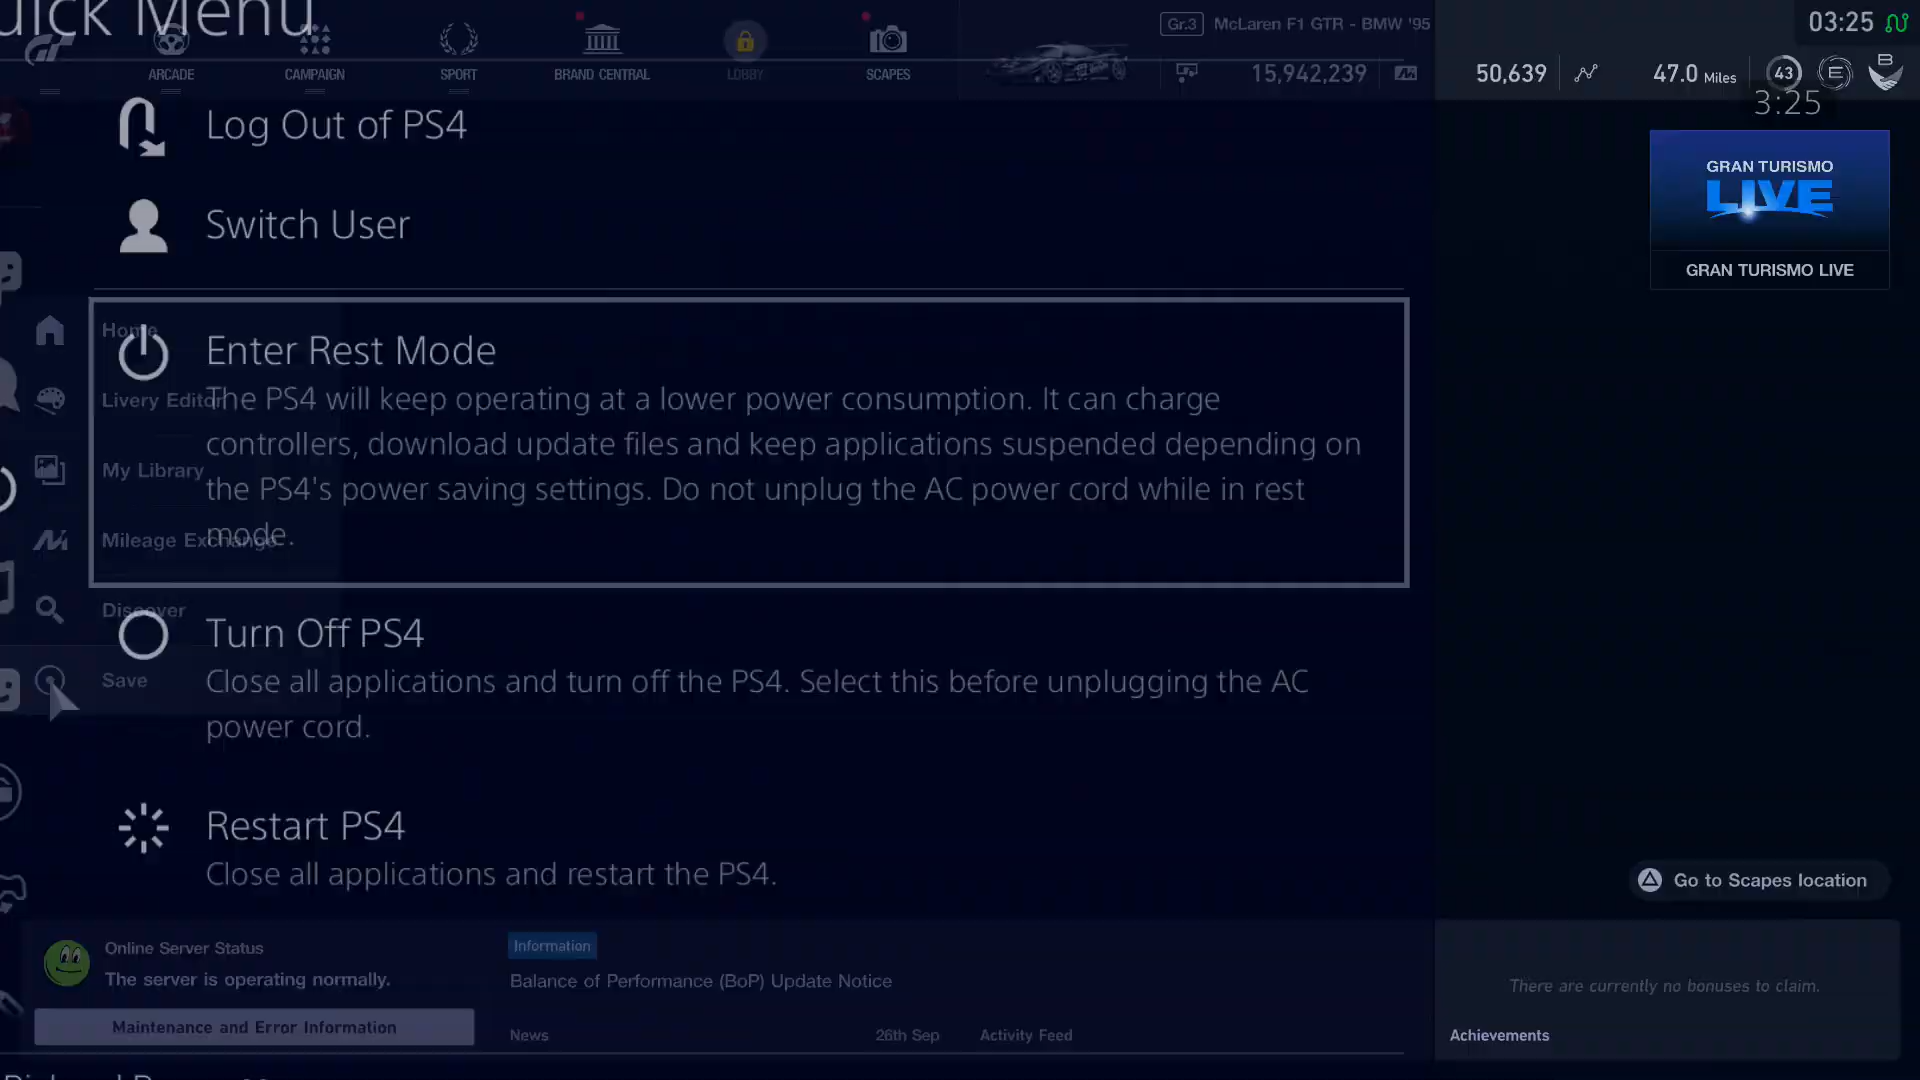 Menu
Gr.3 McLaren F1 GTR - BMW '95
03:25
ARCADE
CAMPAIGN
SPORT
BRAND CENTRAL
LOBBY
SCAPES
15,942,239
50,639
47.0 Miles
43
E
B
3:25
Log Out of PS4
Switch User
GRAN TURISMO
LIVE
GRAN TURISMO LIVE
Home
Enter Rest Mode
Livery Editor
The PS4 will keep operating at a lower power consumption. It can charge
controllers, download update files and keep applications suspended depending on
My Library
the PS4's power saving settings. Do not unplug the AC power cord while in rest
mode.
Mileage Exchange
Discover
Turn Off PS4
Save
Close all applications and turn off the PS4. Select this before unplugging the AC
power cord.
Restart PS4
Close all applications and restart the PS4.
Go to Scapes location
Online Server Status
The server is operating normally.
Maintenance and Error Information
Information
Balance of Performance (BoP) Update Notice
News
26th Sep
Activity Feed
There are currently no bonuses to claim.
Achievements